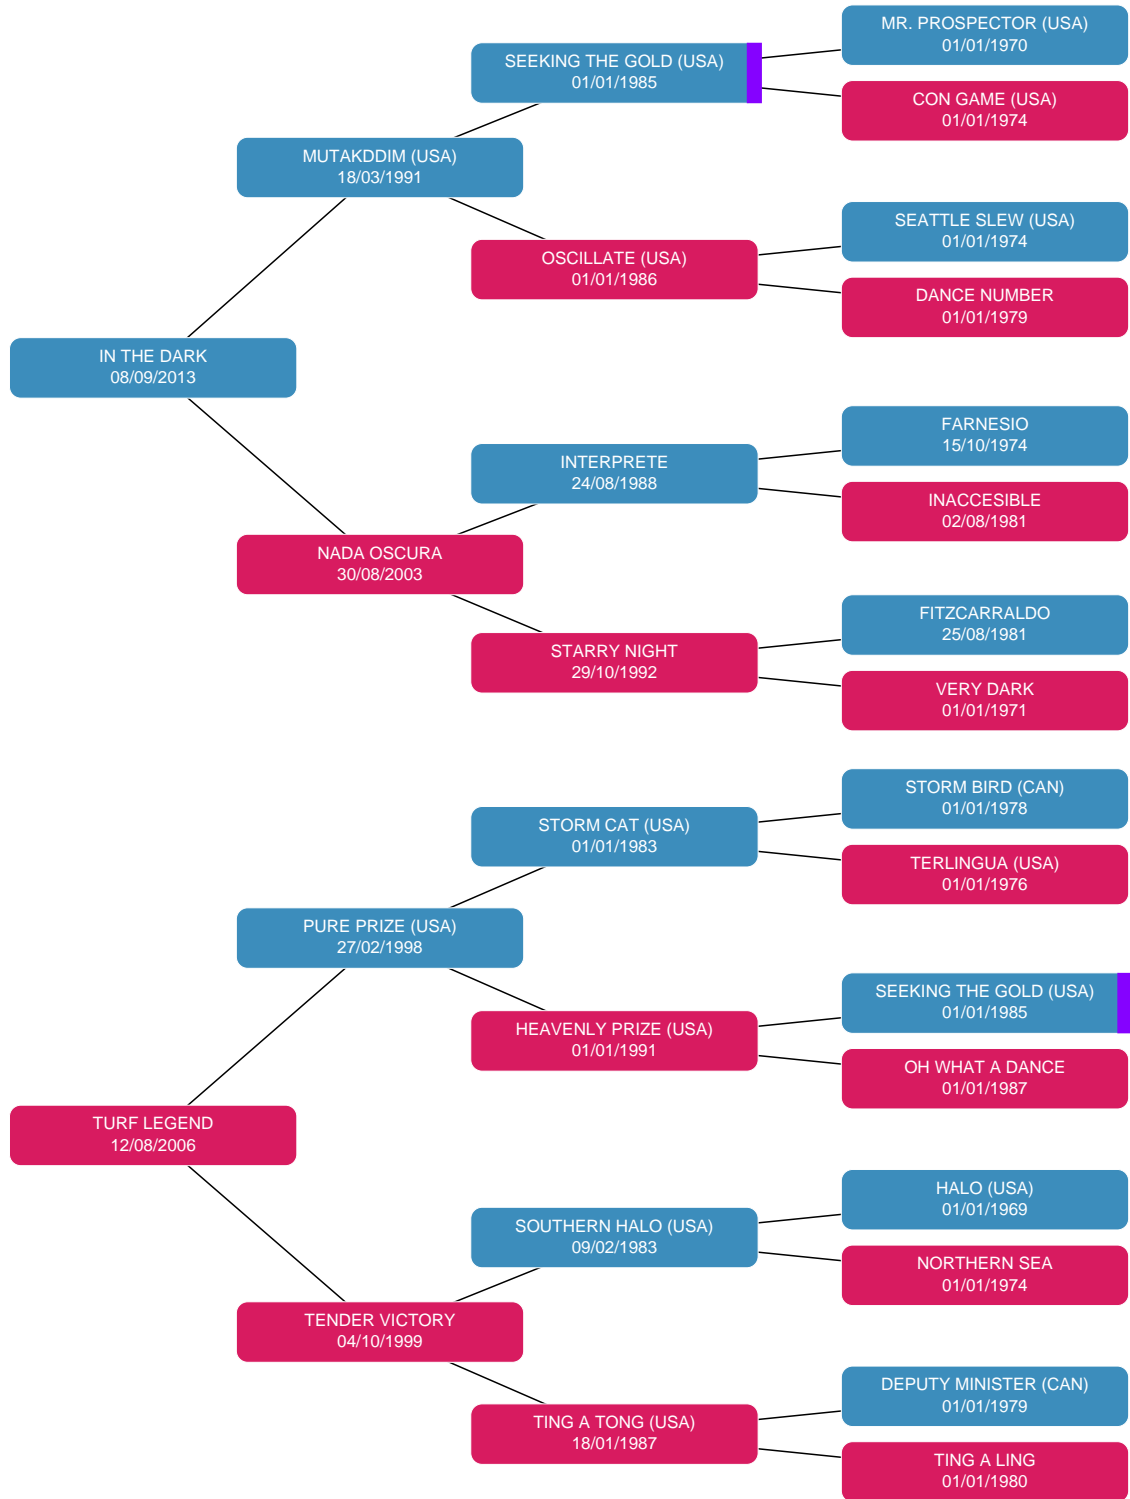 MR. PROSPECTOR (USA)
01/01/1970
SEEKING THE GOLD (USA)
01/01/1985
CON GAME (USA)
01/01/1974
MUTAKDDIM (USA)
18/03/1991
SEATTLE SLEW (USA)
01/01/1974
OSCILLATE (USA)
01/01/1986
DANCE NUMBER
01/01/1979
IN THE DARK
08/09/2013
FARNESIO
15/10/1974
INTERPRETE
24/08/1988
INACCESIBLE
02/08/1981
NADA OSCURA
30/08/2003
FITZCARRALDO
25/08/1981
STARRY NIGHT
29/10/1992
VERY DARK
01/01/1971
STORM BIRD (CAN)
01/01/1978
STORM CAT (USA)
01/01/1983
TERLINGUA (USA)
01/01/1976
PURE PRIZE (USA)
27/02/1998
SEEKING THE GOLD (USA)
01/01/1985
HEAVENLY PRIZE (USA)
01/01/1991
OH WHAT A DANCE
01/01/1987
TURF LEGEND
12/08/2006
HALO (USA)
01/01/1969
SOUTHERN HALO (USA)
09/02/1983
NORTHERN SEA
01/01/1974
TENDER VICTORY
04/10/1999
DEPUTY MINISTER (CAN)
01/01/1979
TING A TONG (USA)
18/01/1987
TING A LING
01/01/1980